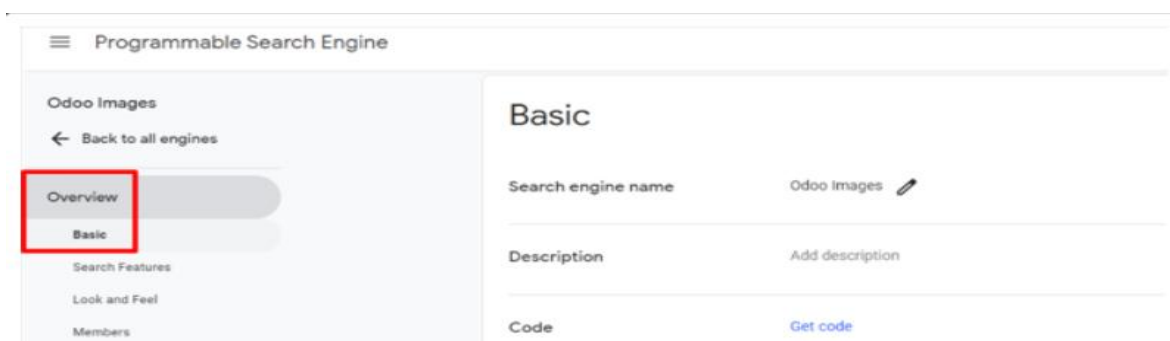 Programmable Search Engine
Odoo Images
← Back to all engines
Overview
Basic
Search Features
Look and Feel
Members
Basic
Search engine name Odoo Images
Description Add description
Code Get code